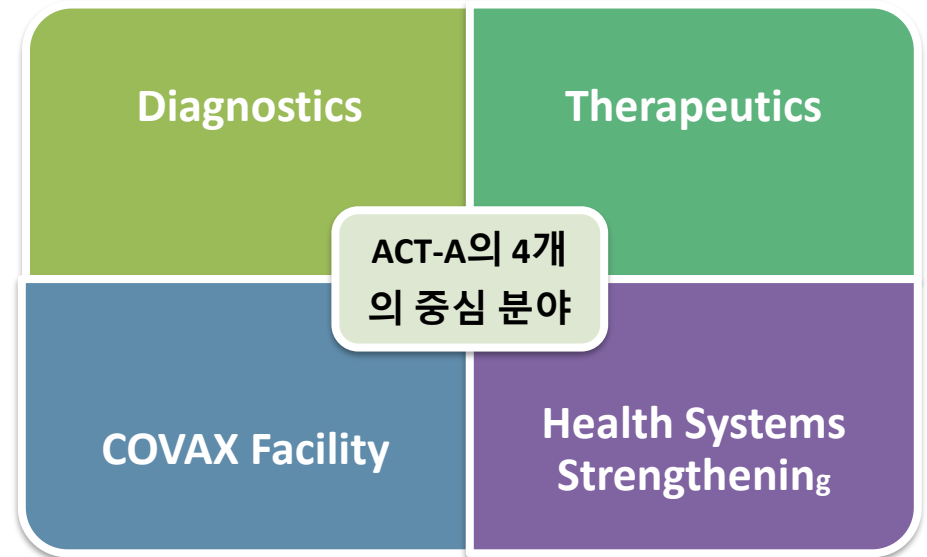 Diagnostics
Therapeutics
ACT-A의 4개
의 중심 분야
COVAX Facility
Health Systems
Strengthening